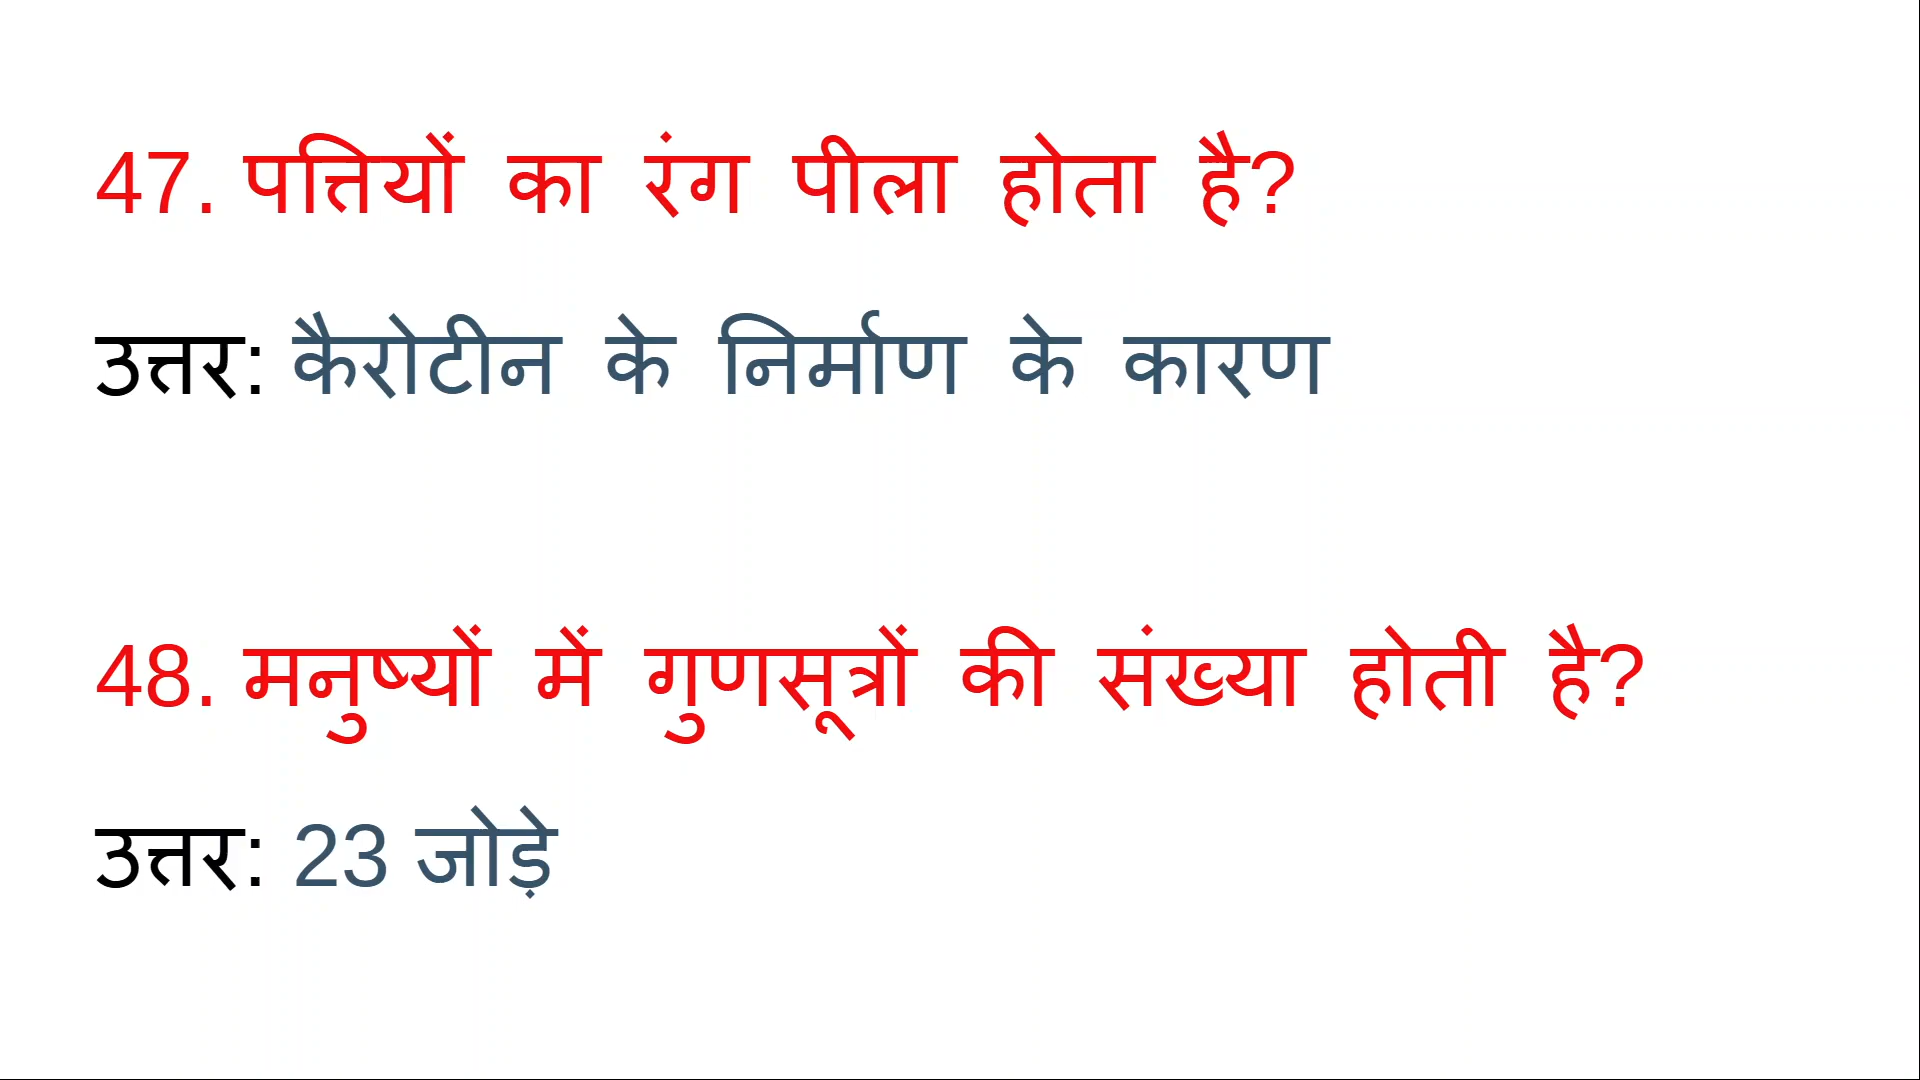 47. पत्तियों का रंग पीला होता है?
उत्तर: कैरोटीन के निर्माण के कारण
48. मनुष्यों में गुणसूत्रों की संख्या होती है?
उत्तर: 23 जोड़े